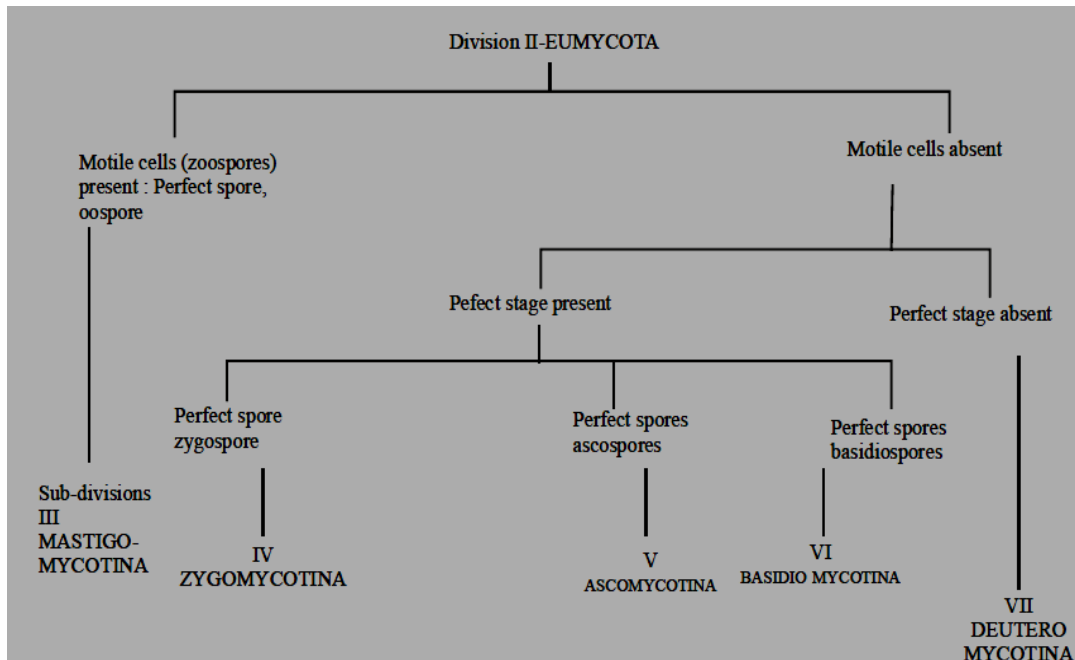 Division II-EUMYCOTA
Motile cells (zoospores)
present : Perfect spore,
oospore
Motile cells absent
Pefect stage present
Perfect stage absent
Perfect spore
zygospore
Perfect spores
ascospores
Perfect spores
basidiospores
Sub-divisions
III
MASTIGO-
MYCOTINA
IV
ZYGOMYCOTINA
V
ASCOMYCOTINA
VI
BASIDIO MYCOTINA
VII
DEUTERO
MYCOTINA